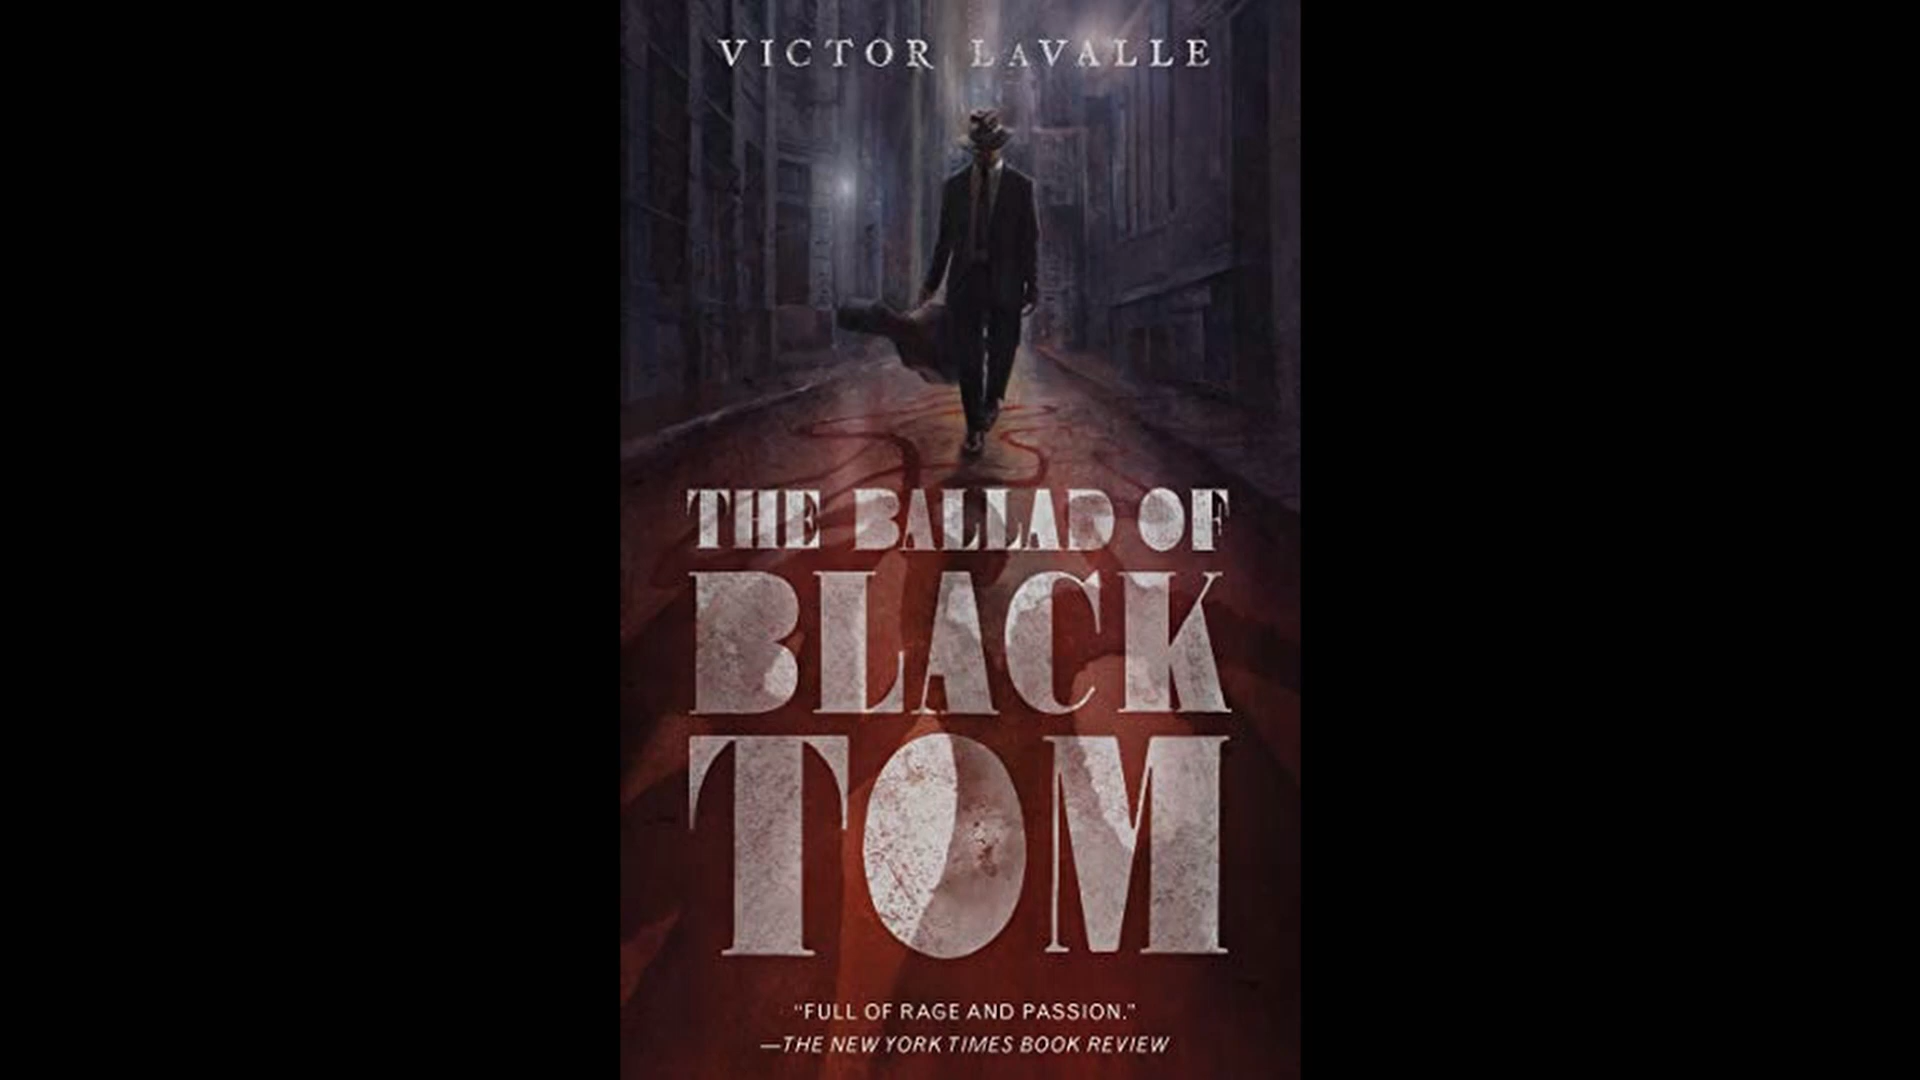 VICTOR LAVALLE
THE BALLAD OF
BLACK
TOM
“FULL OF RAGE AND PASSION.”
—THE NEW YORK TIMES BOOK REVIEW